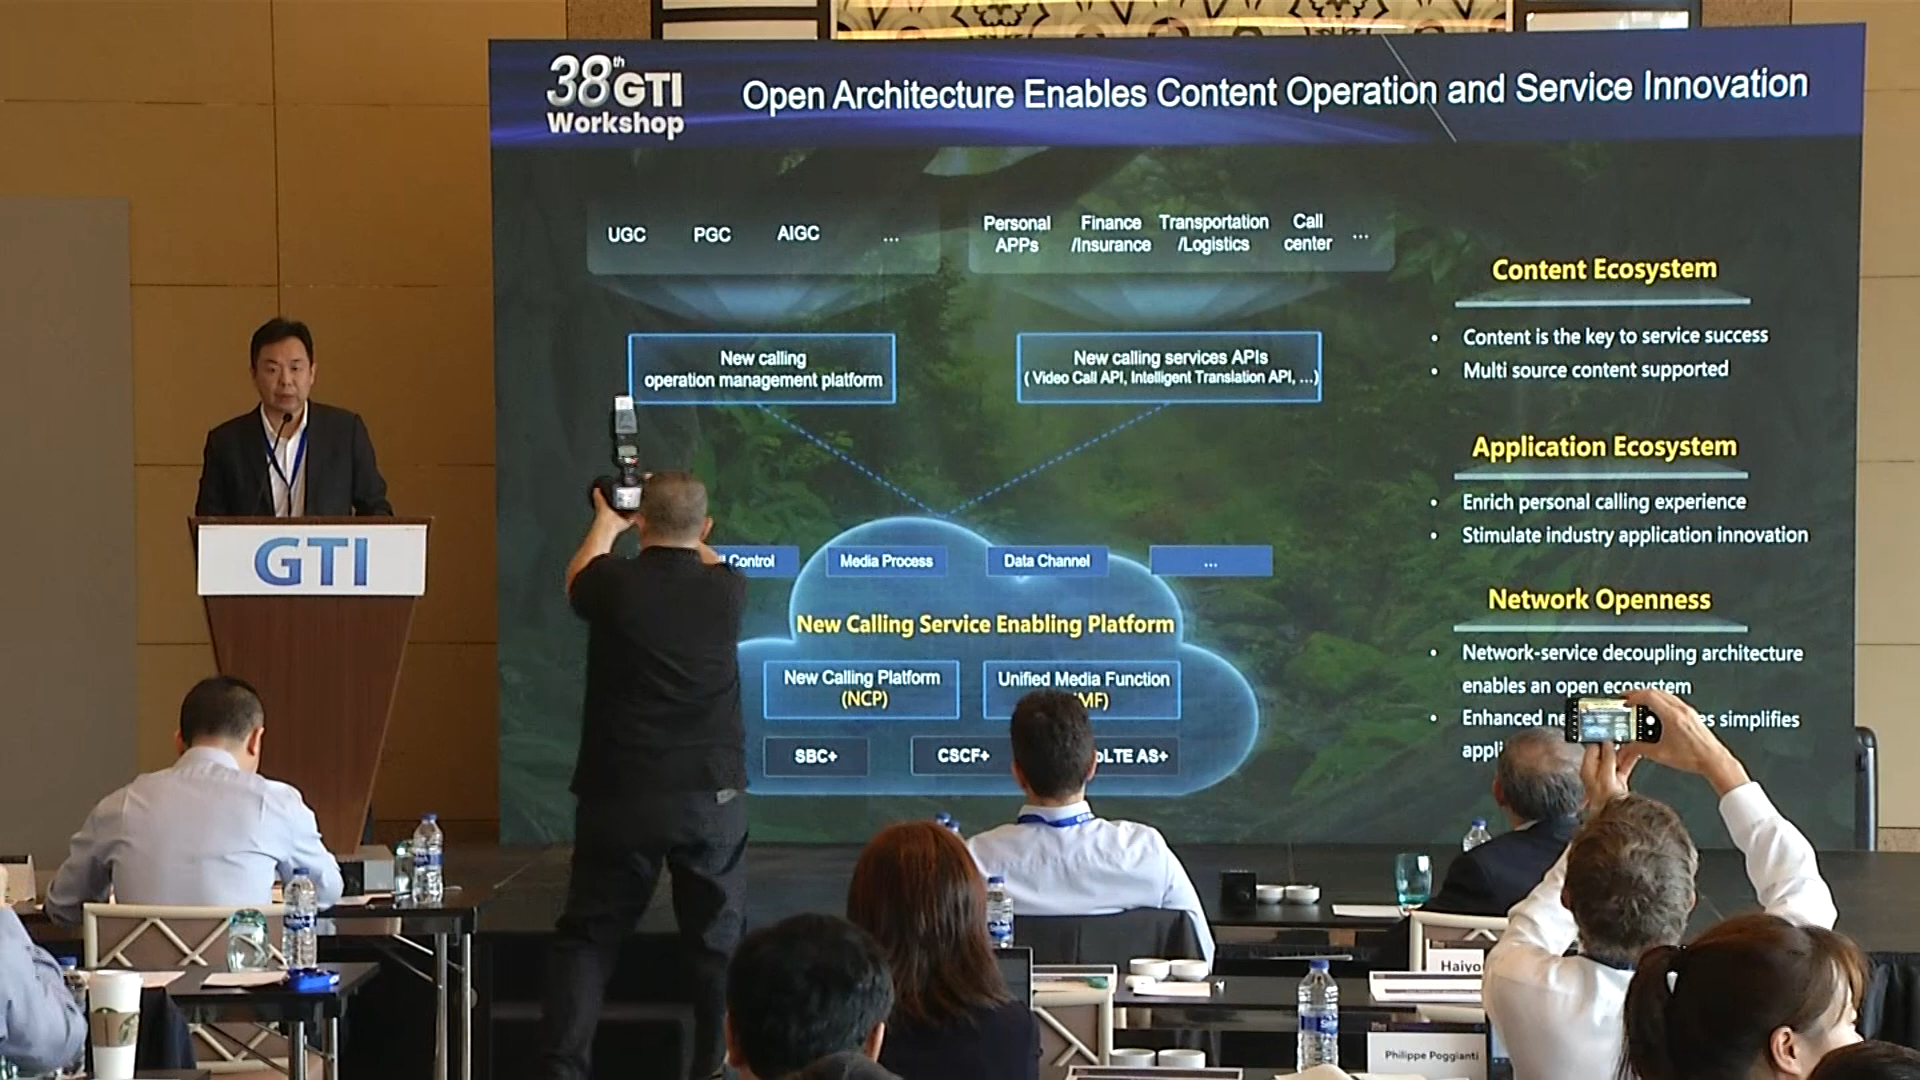 38th GTI
Workshop
Open Architecture Enables Content Operation and Service Innovation
UGC
PGC
AIGC
...
Personal
APPs
Finance
/Insurance
Transportation
/Logistics
Call
center
...
New calling
operation management platform
New calling services APIs
( Video Call API, Intelligent Translation API, ...)
Control
Media Process
Data Channel
...
New Calling Service Enabling Platform
New Calling Platform
(NCP)
Unified Media Function
MF)
SBC+
CSCF+
LTE AS+
Content Ecosystem
• Content is the key to service success
• Multi source content supported
Application Ecosystem
• Enrich personal calling experience
• Stimulate industry application innovation
Network Openness
• Network-service decoupling architecture
enables an open ecosystem
• Enhanced simplifies
GTI
Philippe Poggianti